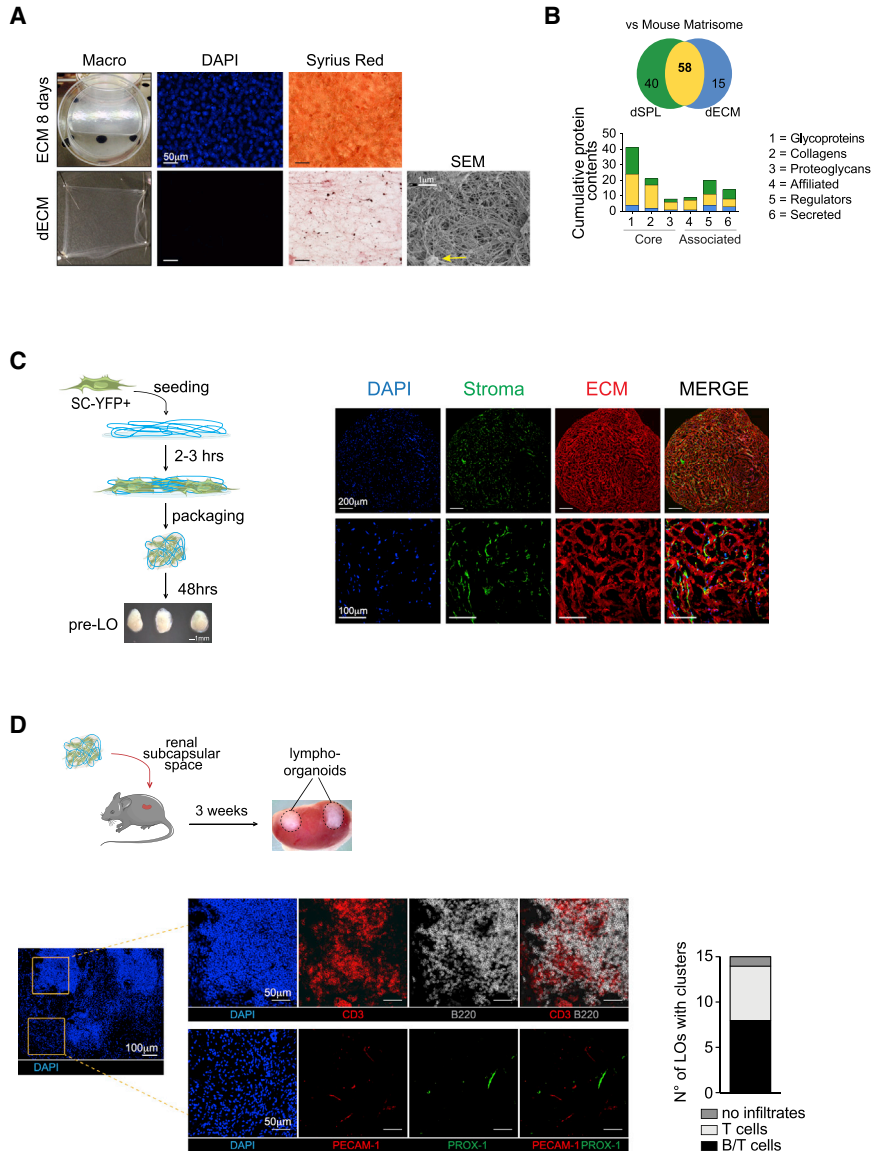 A
Macro
DAPI
Syrius Red
ECM 8 days
50μm
dECM
SEM
1μm
B
vs Mouse Matrisome
40
58
15
dSPL
dECM
Cumulative protein
contents
50
40
30
20
10
0
1 2 3 4 5 6
Core
Associated
1 = Glycoproteins
2 = Collagens
3 = Proteoglycans
4 = Affiliated
5 = Regulators
6 = Secreted
C
seeding
SC-YFP+
2-3 hrs
packaging
48hrs
pre-LO
1mm
DAPI
Stroma
ECM
MERGE
200μm
100μm
D
renal
subcapsular
space
3 weeks
lympho-
organoids
100μm
DAPI
50μm
DAPI
CD3
B220
CD3 B220
50μm
DAPI
PECAM-1
PROX-1
PECAM-1 PROX-1
N° of LOs with clusters
15
10
5
0
no infiltrates
T cells
B/T cells